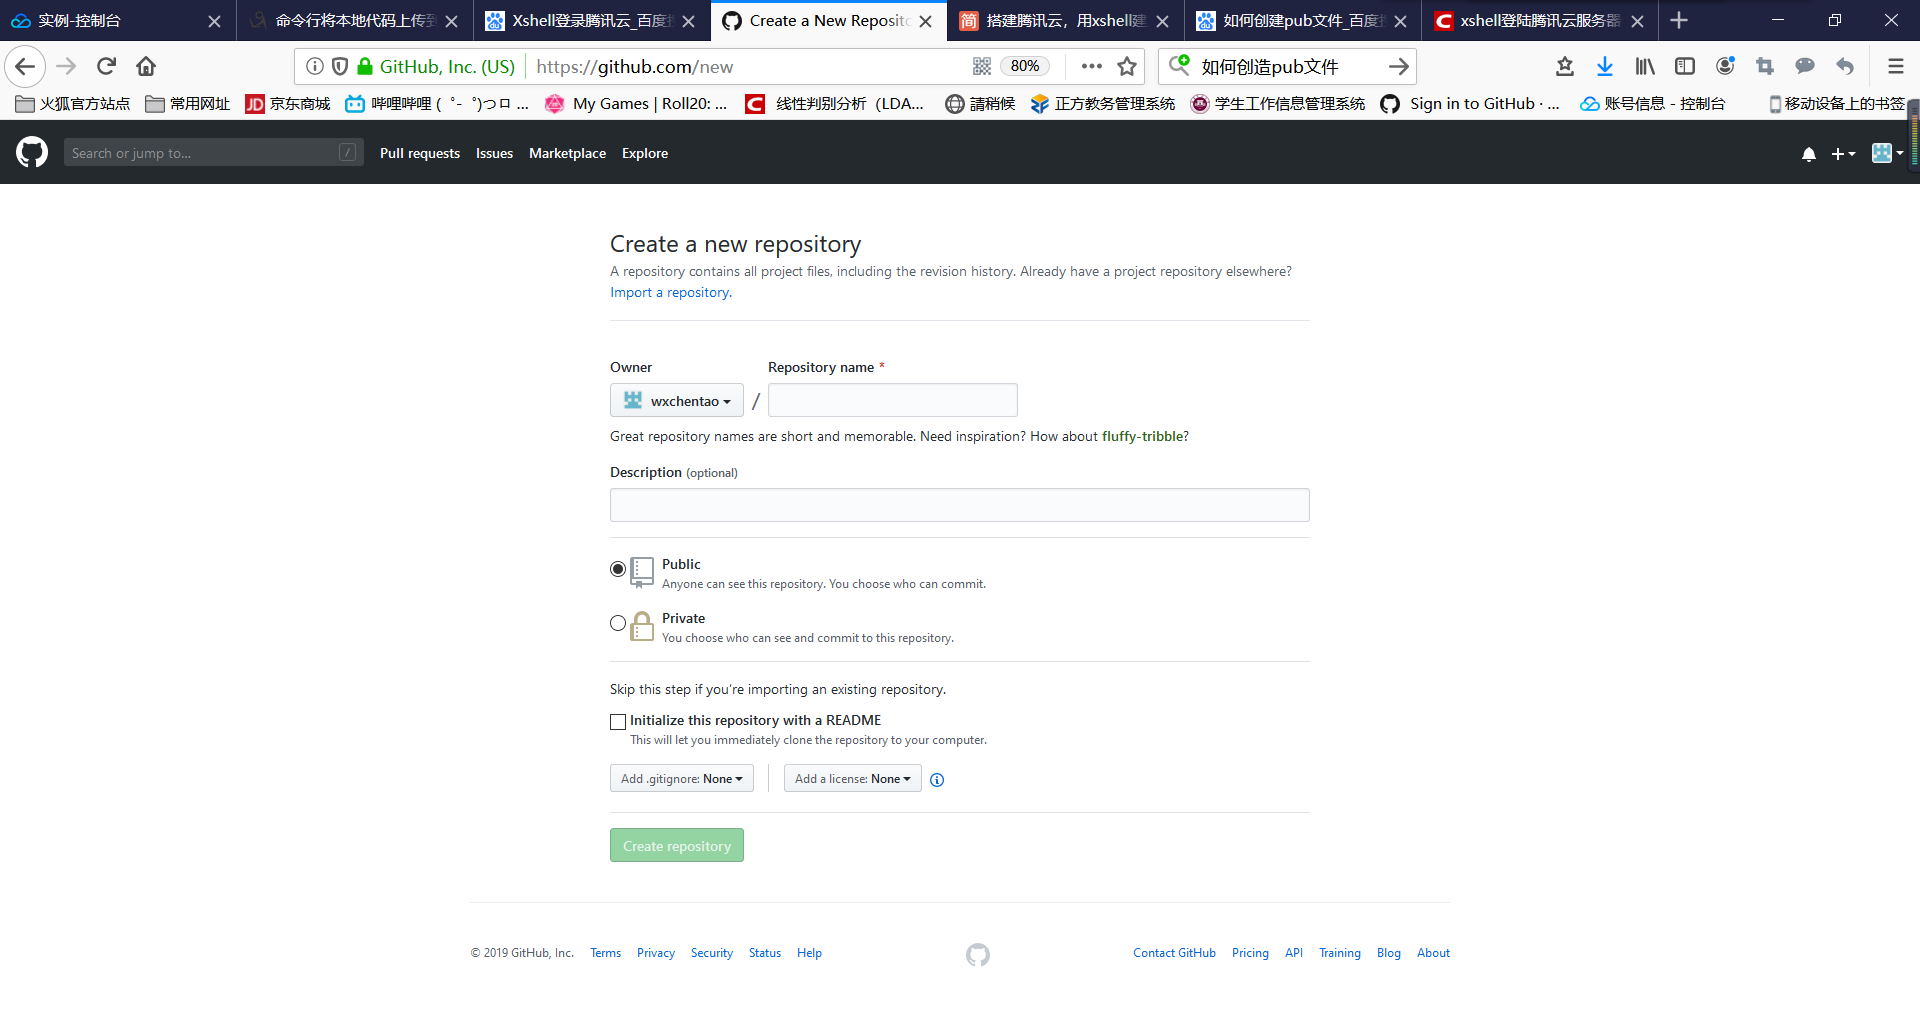 实例-控制台
命令行将本地代码上传到
Xshell登录腾讯云_百度
Create a New Reposito
搭建腾讯云，用xshell建
如何创建pub文件_百度
xshell登陆腾讯云服务器
GitHub, Inc. (US)
https://github.com/new
80%
如何创造pub文件
火狐官方站点
常用网址
JD 京东商城
哔哩哔哩 ( ゜- ゜)つロ ...
My Games | Roll20: ...
线性判别分析（LDA...
請稍候
正方教务管理系统
学生工作信息管理系统
Sign in to GitHub · ...
账号信息 - 控制台
移动设备上的书签
Search or jump to...
/
Pull requests
Issues
Marketplace
Explore
Create a new repository
A repository contains all project files, including the revision history. Already have a project repository elsewhere?
Import a repository.
Owner
Repository name *
wxchentao
/
Great repository names are short and memorable. Need inspiration? How about fluffy-tribble?
Description (optional)
Public
Anyone can see this repository. You choose who can commit.
Private
You choose who can see and commit to this repository.
Skip this step if you’re importing an existing repository.
Initialize this repository with a README
This will let you immediately clone the repository to your computer.
Add .gitignore: None
Add a license: None
Create repository
© 2019 GitHub, Inc.
Terms
Privacy
Security
Status
Help
Contact GitHub
Pricing
API
Training
Blog
About